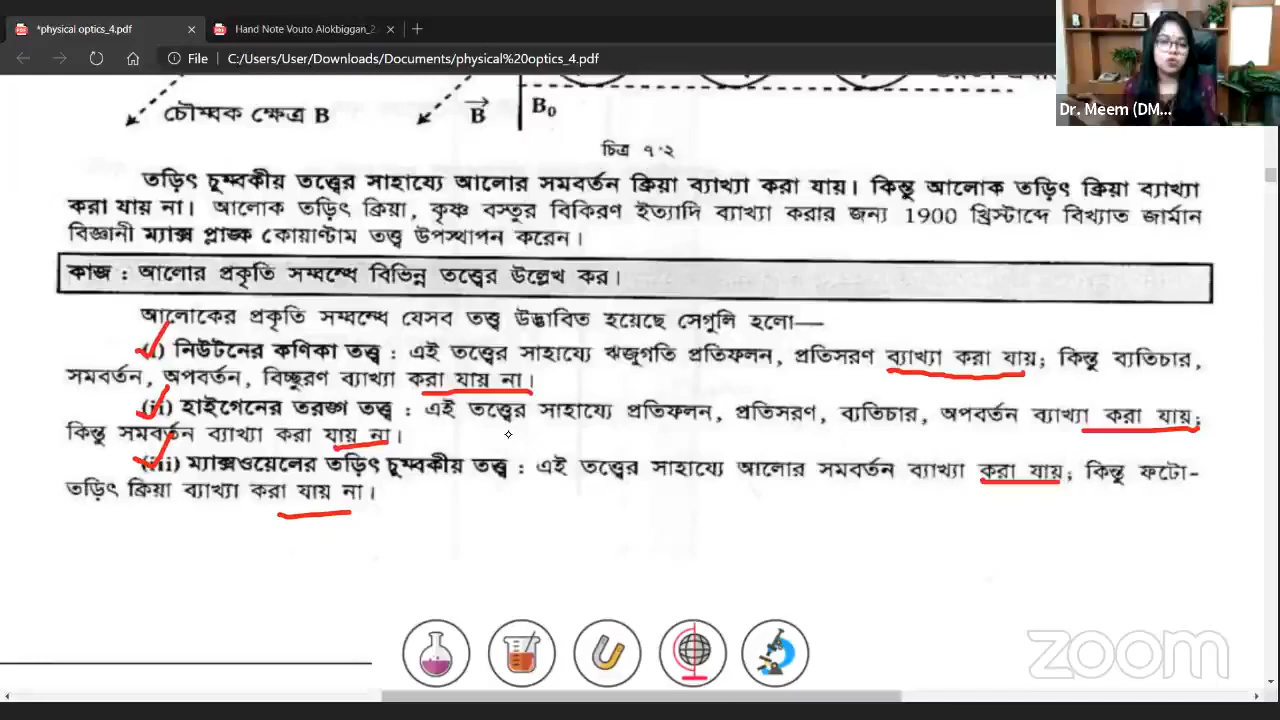 *physical optics_4.pdf
Hand Note Vouto Alokbiggan_2
File C:/Users/User/Downloads/Documents/physical%20optics_4.pdf
Dr. Meem (DM...
চৌম্বক ক্ষেত্র B
B
B₀
চিত্র ৭·২
তড়িৎ চুম্বকীয় তত্ত্বের সাহায্যে আলোর সমবর্তন ক্রিয়া ব্যাখ্যা করা যায়। কিন্তু আলোক তড়িৎ ক্রিয়া ব্যাখ্যা
করা যায় না। আলোক তড়িৎ ক্রিয়া, কৃষ্ণ বস্তুর বিকিরণ ইত্যাদি ব্যাখ্যা করার জন্য 1900 খ্রিস্টাব্দে বিখ্যাত জার্মান
বিজ্ঞানী ম্যাক্স প্লাঙ্ক কোয়ান্টাম তত্ত্ব উপস্থাপন করেন।
কাজ : আলোর প্রকৃতি সম্বন্ধে বিভিন্ন তত্ত্বের উল্লেখ কর।
আলোকের প্রকৃতি সম্বন্ধে যেসব তত্ত্ব উদ্ভাবিত হয়েছে সেগুলি হলো—
(i) নিউটনের কণিকা তত্ত্ব : এই তত্ত্বের সাহায্যে ঋজুগতি প্রতিফলন, প্রতিসরণ ব্যাখ্যা করা যায়; কিন্তু ব্যতিচার,
সমবর্তন, অপবর্তন, বিচ্ছুরণ ব্যাখ্যা করা যায় না।
(ii) হাইগেনের তরঙ্গ তত্ত্ব : এই তত্ত্বের সাহায্যে প্রতিফলন, প্রতিসরণ, ব্যতিচার, অপবর্তন ব্যাখ্যা করা যায়;
কিন্তু সমবর্তন ব্যাখ্যা করা যায় না।
(iii) ম্যাক্সওয়েলের তড়িৎ চুম্বকীয় তত্ত্ব : এই তত্ত্বের সাহায্যে আলোর সমবর্তন ব্যাখ্যা করা যায়; কিন্তু ফটো-
তড়িৎ ক্রিয়া ব্যাখ্যা করা যায় না।
zoom